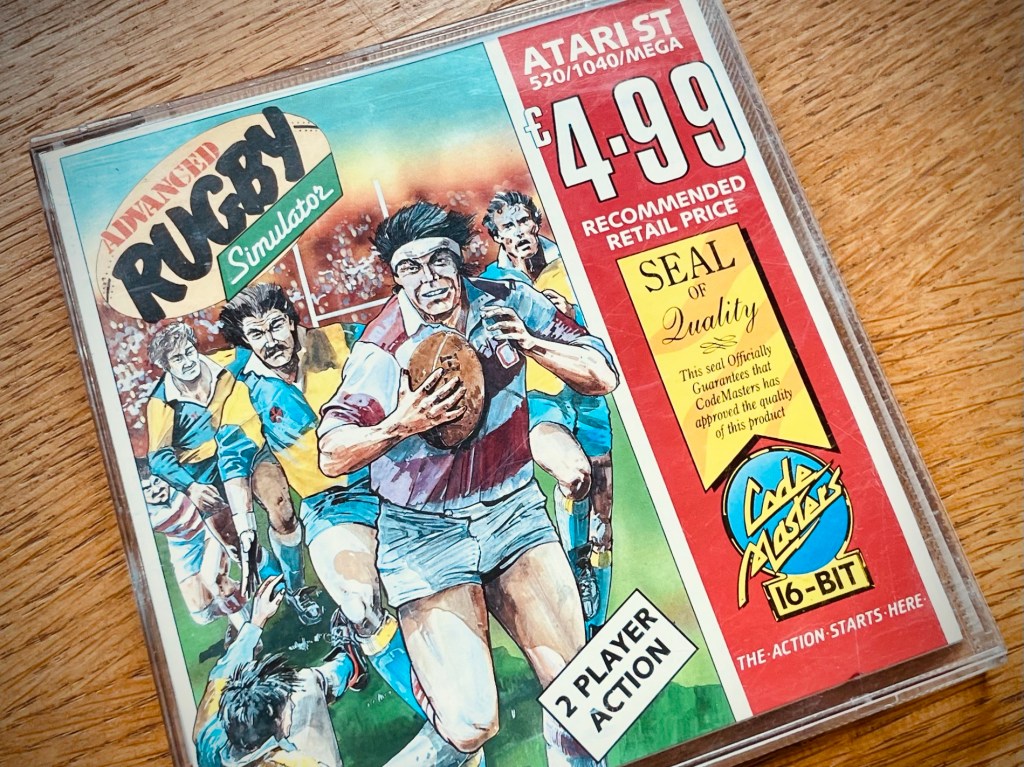 ADVANCED
RUGBY
Simulator
2 PLAYER
ACTION
ATARI ST
520/1040/MEGA
£4.99
RECOMMENDED
RETAIL PRICE
SEAL
OF
Quality
This seal Officially
Guarantees that
CodeMasters has
approved the quality
of this product
Code
Masters
16-BIT
THE·ACTION·STARTS·HERE·